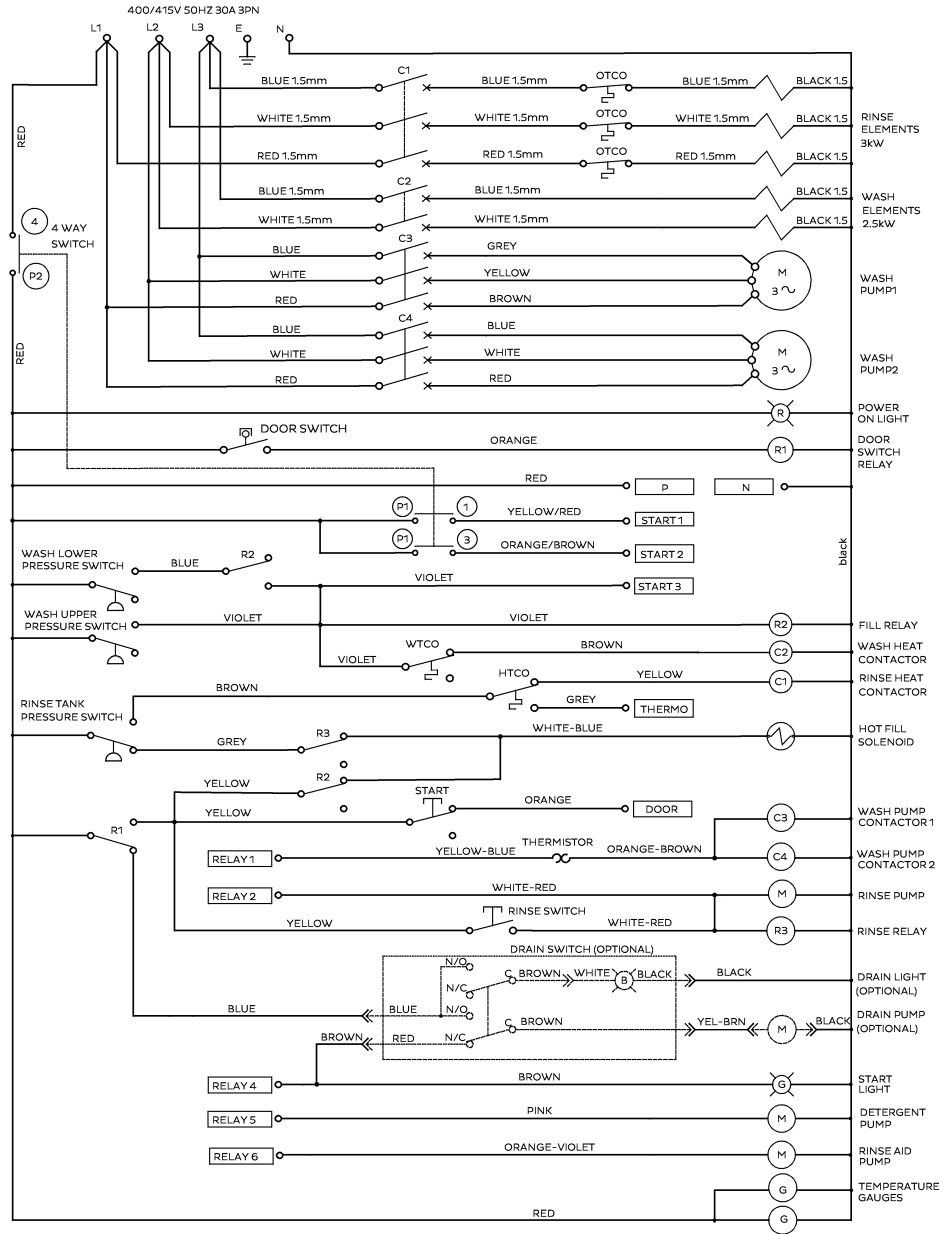 400/415V 50HZ 30A 3PN
L1 L2 L3 E N
BLUE 1.5mm C1 BLUE 1.5mm OTCO BLUE 1.5mm BLACK 1.5
WHITE 1.5mm WHITE 1.5mm OTCO WHITE 1.5mm BLACK 1.5 RINSE
ELEMENTS
3kW
RED
RED 1.5mm RED 1.5mm OTCO RED 1.5mm BLACK 1.5
BLUE 1.5mm C2 BLUE 1.5mm BLACK 1.5 WASH
ELEMENTS
2.5kW
WHITE 1.5mm WHITE 1.5mm BLACK 1.5
4 4 WAY
SWITCH
P2
BLUE C3 GREY
WHITE YELLOW M
3 WASH
PUMP1
RED BROWN
BLUE C4 BLUE
RED
WHITE WHITE M
3 WASH
PUMP2
RED RED
R POWER
ON LIGHT
DOOR SWITCH ORANGE R1 DOOR
SWITCH
RELAY
RED P N
P1 1 YELLOW/RED START 1
P1 3 ORANGE/BROWN START 2
black
WASH LOWER
PRESSURE SWITCH BLUE R2
VIOLET START 3
WASH UPPER
PRESSURE SWITCH VIOLET VIOLET R2 FILL RELAY
VIOLET WTCO BROWN C2 WASH HEAT
CONTACTOR
BROWN HTCO YELLOW C1 RINSE HEAT
CONTACTOR
GREY THERMO
RINSE TANK
PRESSURE SWITCH
GREY R3 WHITE-BLUE HOT FILL
SOLENOID
YELLOW R2
YELLOW START ORANGE DOOR
R1
C3 WASH PUMP
CONTACTOR 1
RELAY 1 YELLOW-BLUE THERMISTOR ORANGE-BROWN C4 WASH PUMP
CONTACTOR 2
RELAY 2 WHITE-RED M RINSE PUMP
YELLOW RINSE SWITCH WHITE-RED R3 RINSE RELAY
DRAIN SWITCH (OPTIONAL)
N/O
N/C C BROWN WHITE B BLACK BLACK DRAIN LIGHT
(OPTIONAL)
BLUE BLUE N/O
BROWN RED N/C C BROWN YEL-BRN M BLACK DRAIN PUMP
(OPTIONAL)
RELAY 4 BROWN G START
LIGHT
RELAY 5 PINK M DETERGENT
PUMP
RELAY 6 ORANGE-VIOLET M RINSE AID
PUMP
G TEMPERATURE
GAUGES
RED G